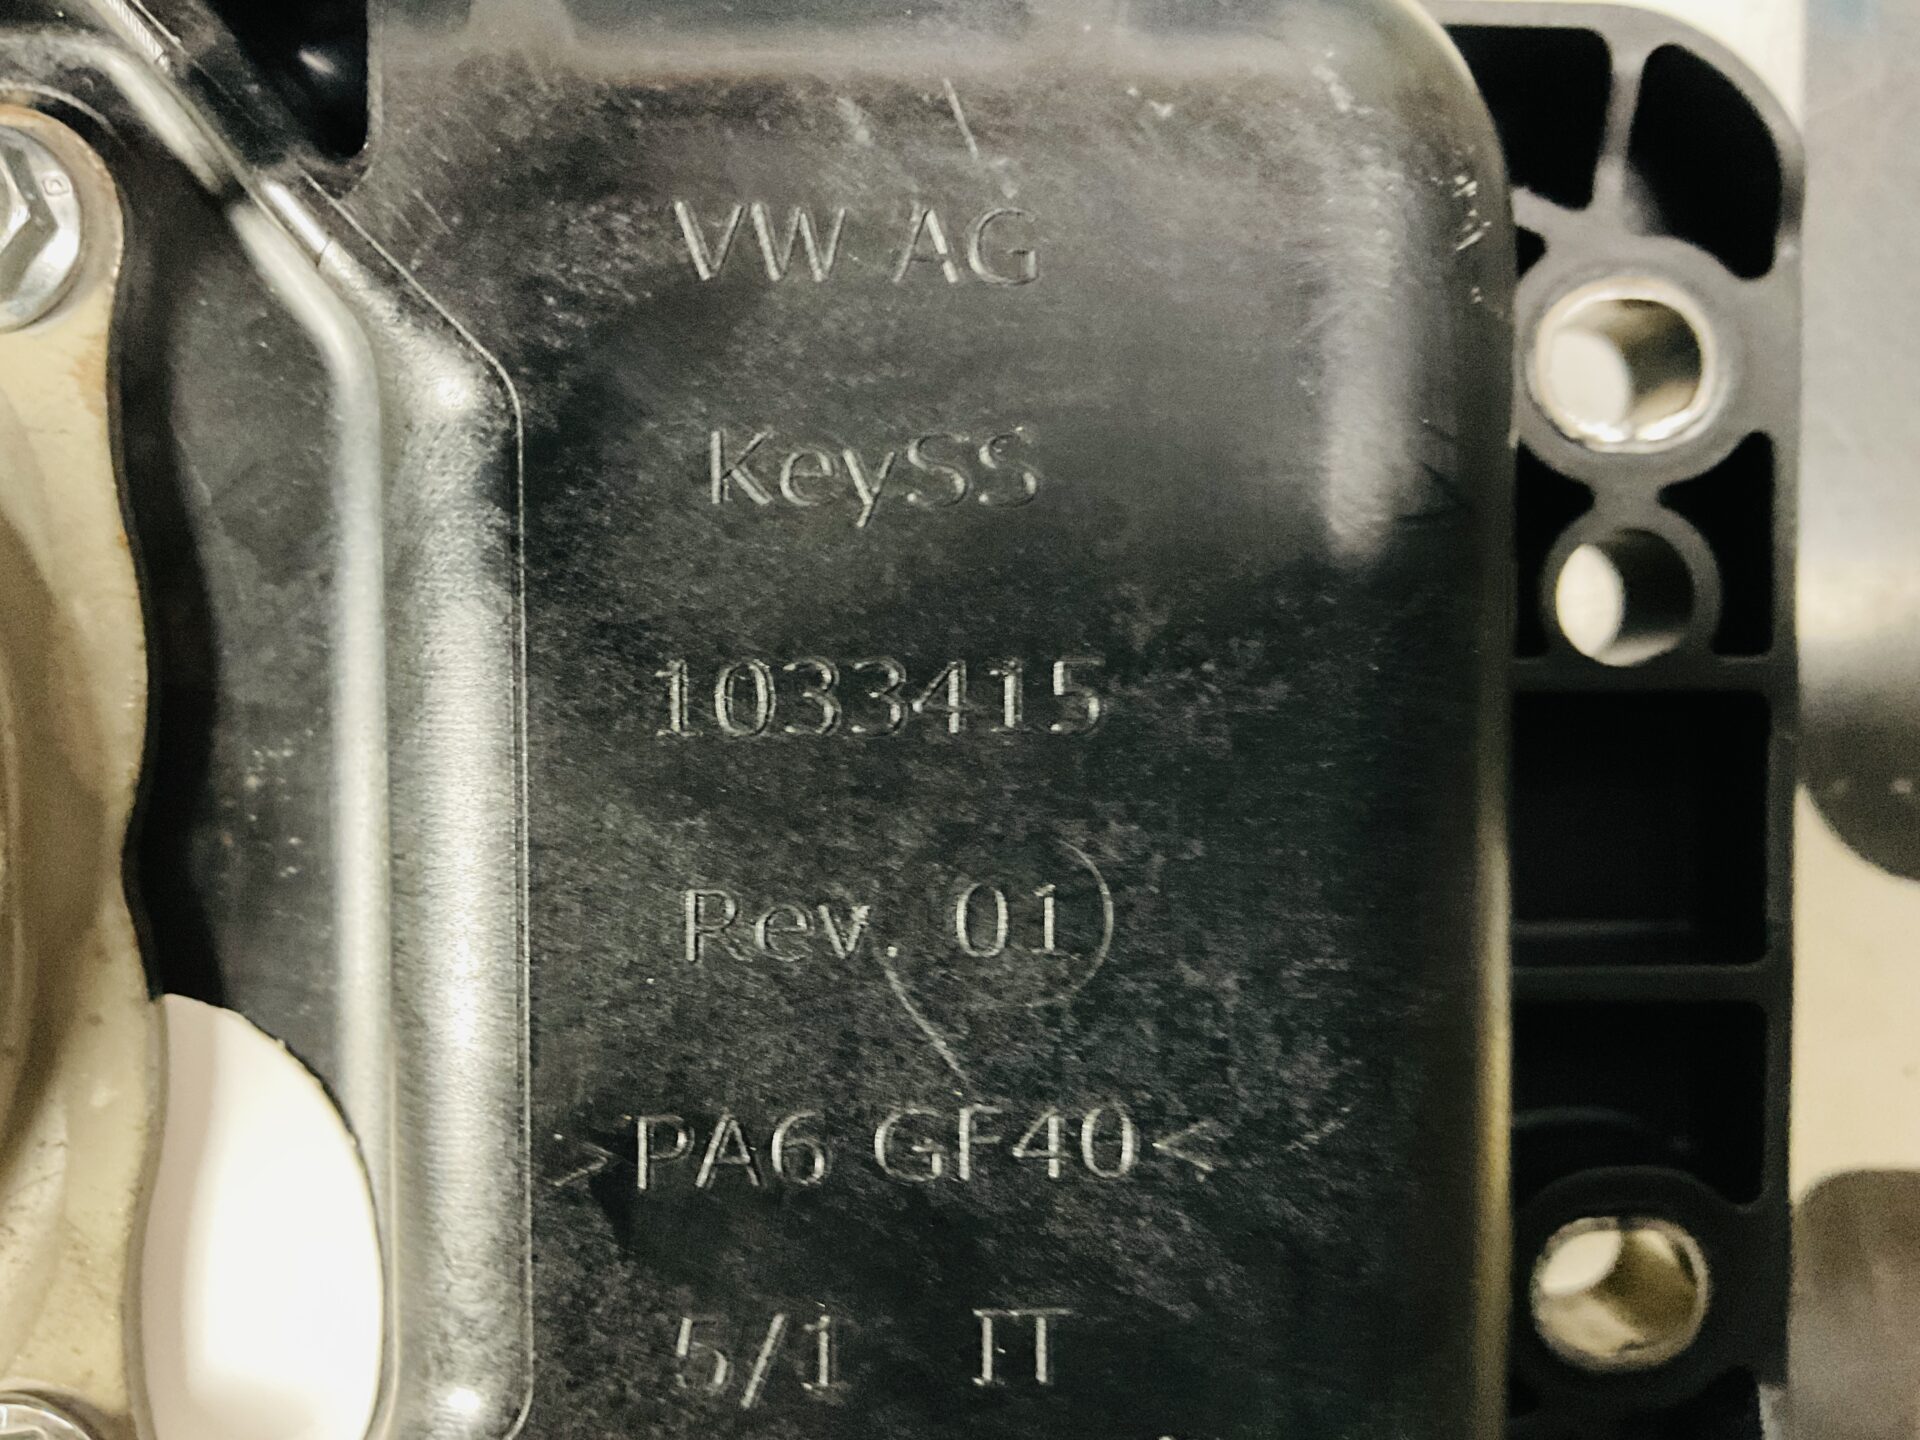 VW AG
KeySS
1033415
Rev. 01
>PA6 GF40<
5/1 IT